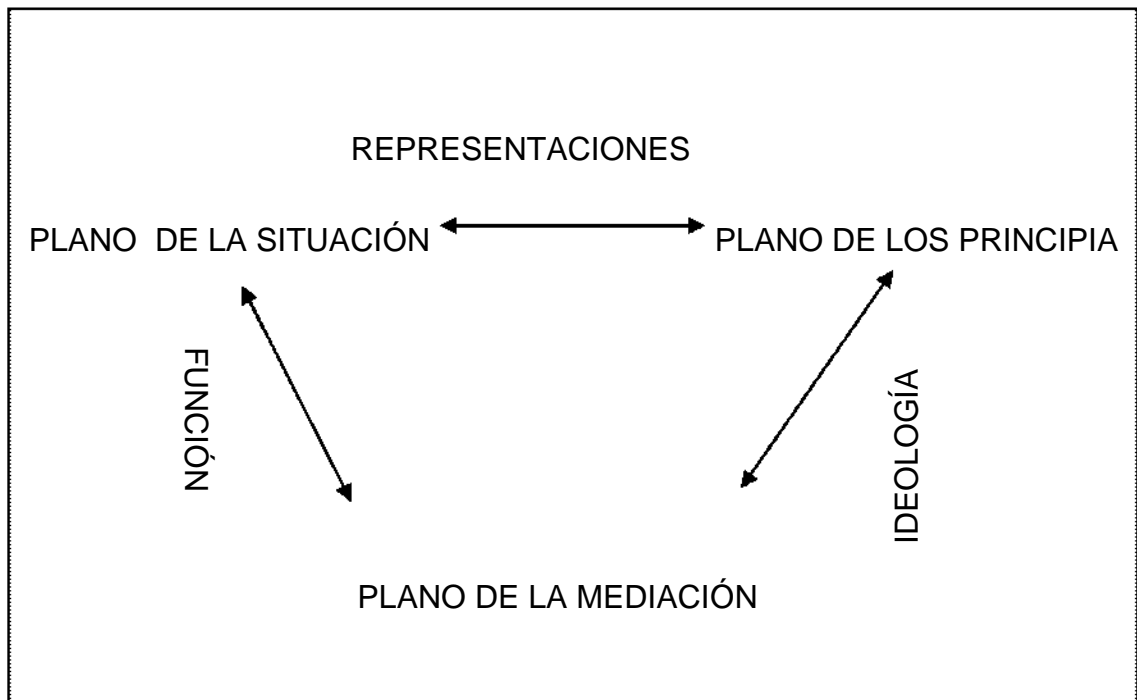 REPRESENTACIONES
PLANO DE LA SITUACIÓN
PLANO DE LOS PRINCIPIA
FUNCIÓN
IDEOLOGÍA
PLANO DE LA MEDIACIÓN